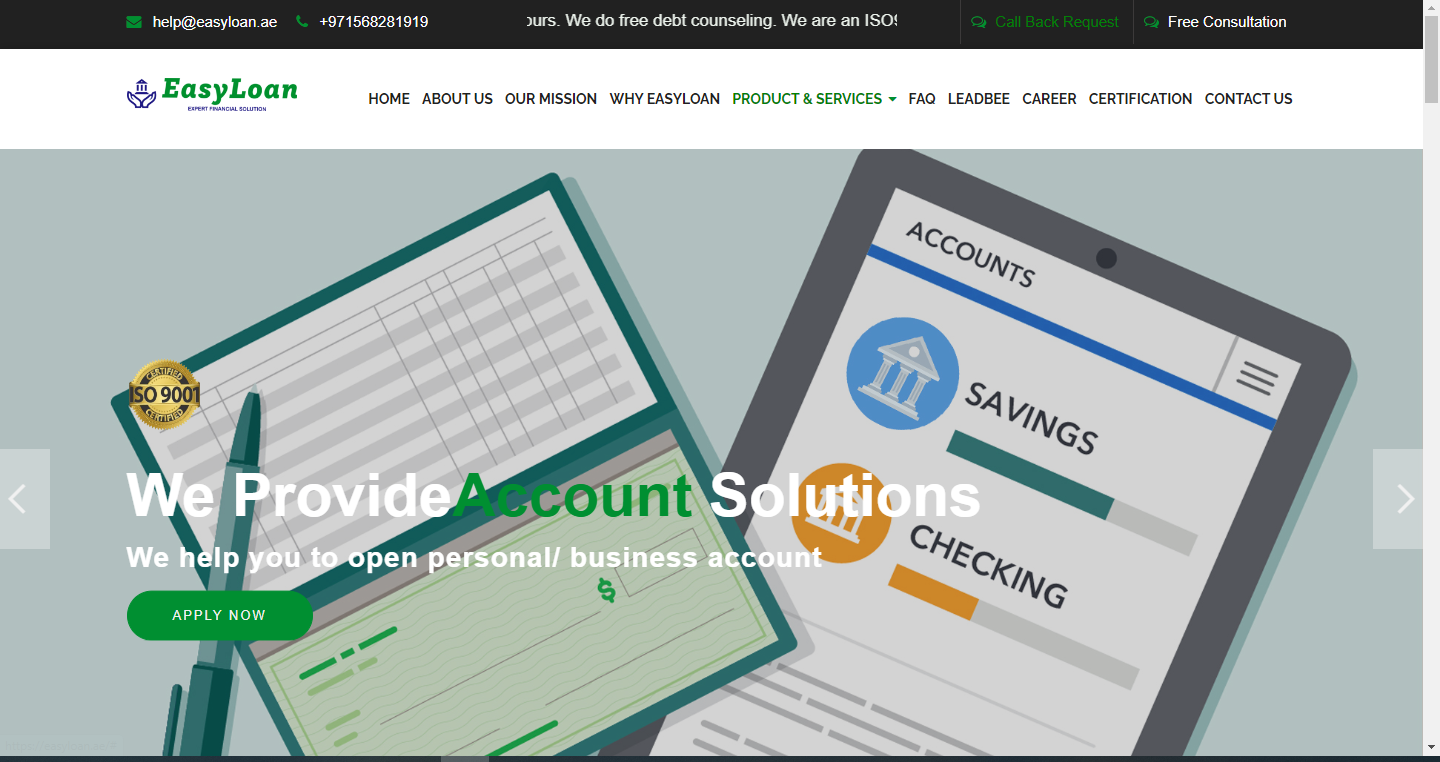 help@easyloan.ae +971568281919 ours. We do free debt counseling. We are an ISO9 Call Back Request Free Consultation
EasyLoan
EXPERT FINANCIAL SOLUTION
HOME ABOUT US OUR MISSION WHY EASYLOAN PRODUCT & SERVICES FAQ LEADBEE CAREER CERTIFICATION CONTACT US
ACCOUNTS
SAVINGS
CHECKING
CERTIFIED
ISO 9001
CERTIFIED
We ProvideAccount Solutions
We help you to open personal/ business account
$
APPLY NOW